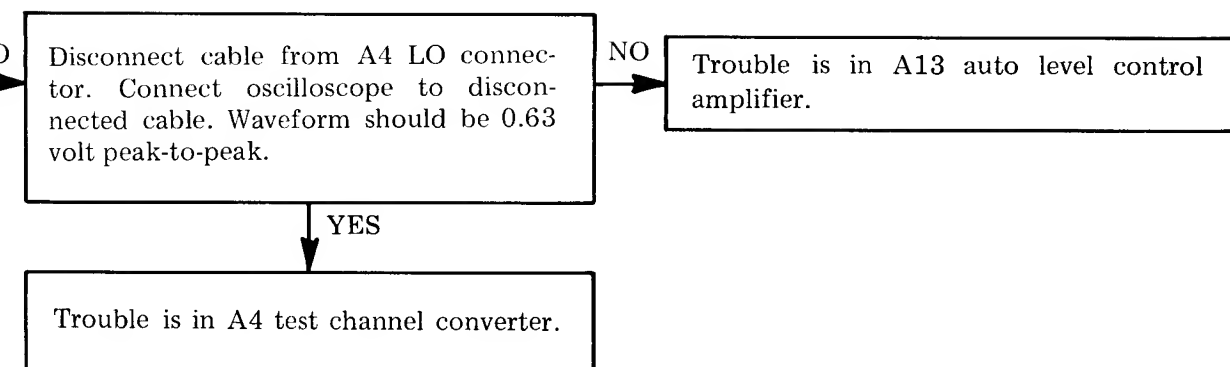 Disconnect cable from A4 LO connec-
tor. Connect oscilloscope to discon-
nected cable. Waveform should be 0.63
volt peak-to-peak.
NO
Trouble is in A13 auto level control
amplifier.
YES
Trouble is in A4 test channel converter.